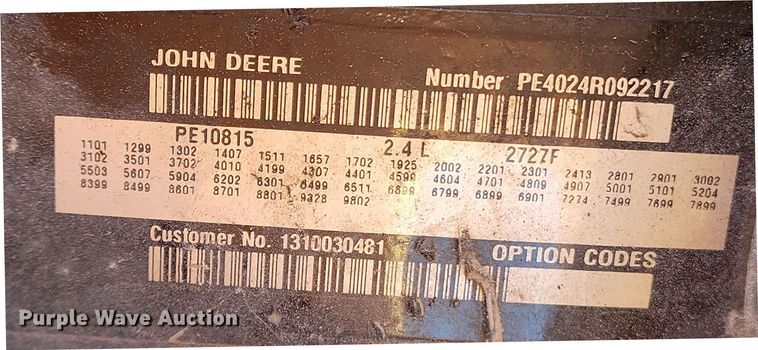 JOHN DEERE
Number PE4024R092217
PE10815 2.4 L 2727F
1101 1299 1302 1407 1511 1657 1702 1925 2002 2201 2301 2413 2801 2901 3002
3102 3501 3702 4010 4199 4307 4401 4599 4604 4701 4809 4907 5001 5101 5204
5503 5607 5904 6202 6301 6499 6511 6699 6799 6899 6901 7274 7499 7699 7899
8399 8499 8601 8701 8801 9328 9802
Customer No. 1310030481
OPTION CODES
Purple Wave Auction